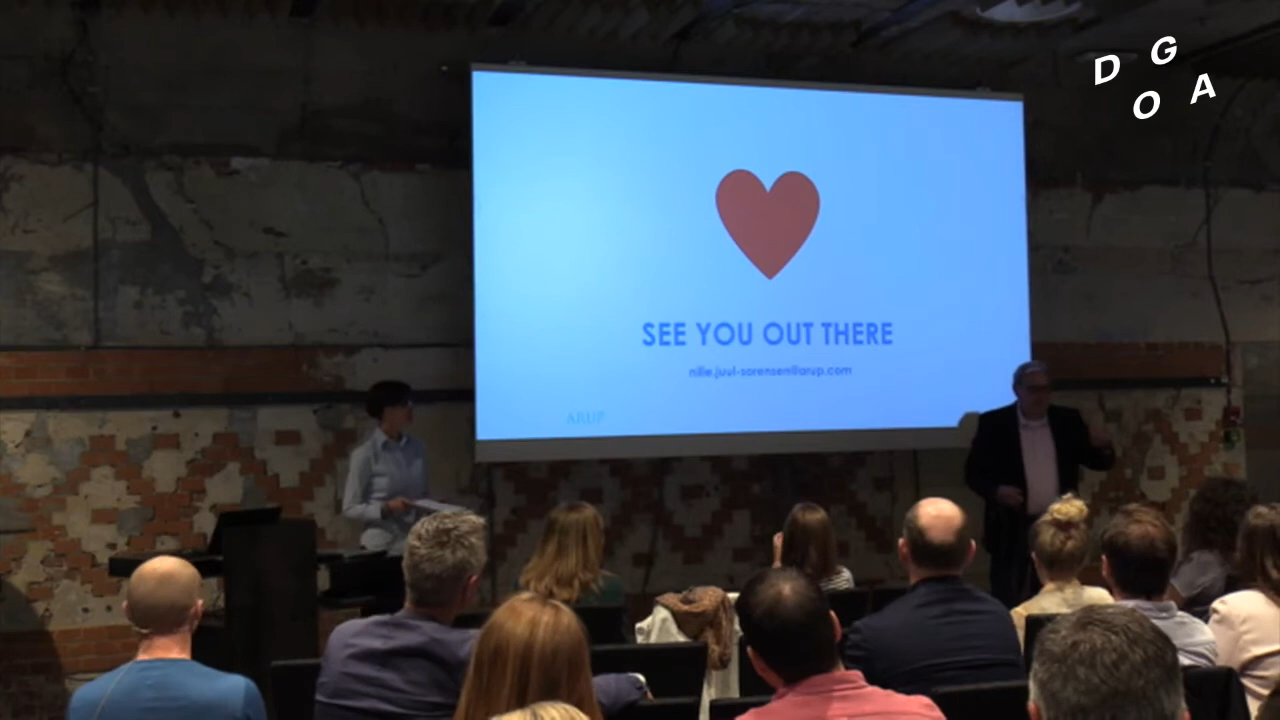 D G
O A
SEE YOU OUT THERE
nille.juul-sorensen@arup.com
ARUP